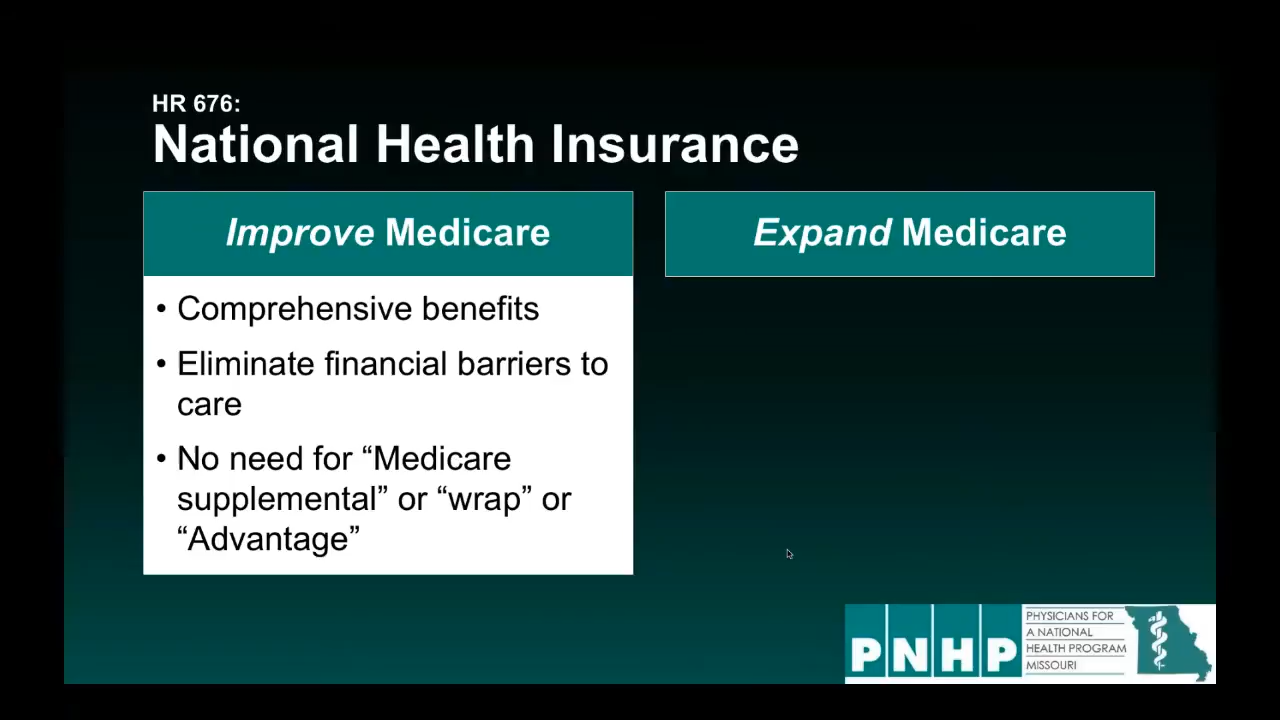 HR 676:
National Health Insurance
Improve Medicare
• Comprehensive benefits
• Eliminate financial barriers to
care
• No need for “Medicare
supplemental” or “wrap” or
“Advantage”
Expand Medicare
PNHP
PHYSICIANS FOR
A NATIONAL
HEALTH PROGRAM
MISSOURI